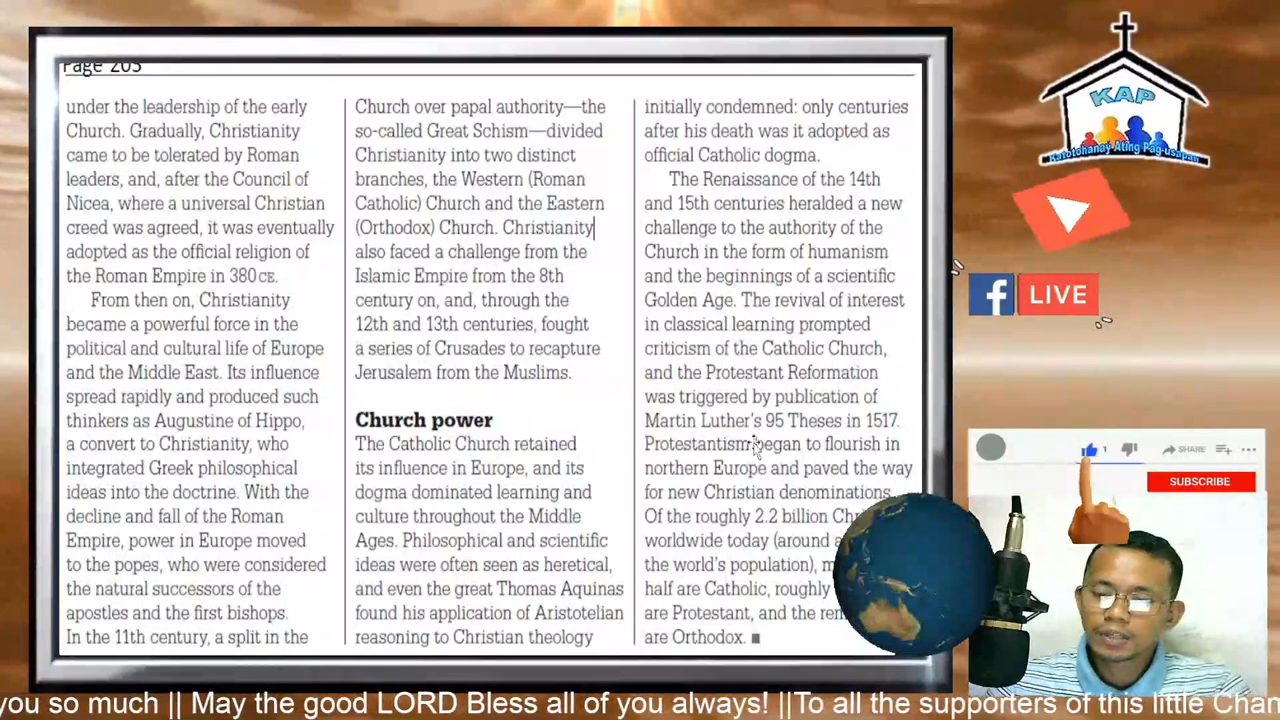 Page 203
under the leadership of the early
Church. Gradually, Christianity
came to be tolerated by Roman
leaders, and, after the Council of
Nicea, where a universal Christian
creed was agreed, it was eventually
adopted as the official religion of
the Roman Empire in 380CE.
From then on, Christianity
became a powerful force in the
political and cultural life of Europe
and the Middle East. Its influence
spread rapidly and produced such
thinkers as Augustine of Hippo,
a convert to Christianity, who
integrated Greek philosophical
ideas into the doctrine. With the
decline and fall of the Roman
Empire, power in Europe moved
to the popes, who were considered
the natural successors of the
apostles and the first bishops.
In the 11th century, a split in the
Church over papal authority—the
so-called Great Schism—divided
Christianity into two distinct
branches, the Western (Roman
Catholic) Church and the Eastern
(Orthodox) Church. Christianity
also faced a challenge from the
Islamic Empire from the 8th
century on, and, through the
12th and 13th centuries, fought
a series of Crusades to recapture
Jerusalem from the Muslims.
Church power
The Catholic Church retained
its influence in Europe, and its
dogma dominated learning and
culture throughout the Middle
Ages. Philosophical and scientific
ideas were often seen as heretical,
and even the great Thomas Aquinas
found his application of Aristotelian
reasoning to Christian theology
initially condemned: only centuries
after his death was it adopted as
official Catholic dogma.
The Renaissance of the 14th
and 15th centuries heralded a new
challenge to the authority of the
Church in the form of humanism
and the beginnings of a scientific
Golden Age. The revival of interest
in classical learning prompted
criticism of the Catholic Church,
and the Protestant Reformation
was triggered by publication of
Martin Luther's 95 Theses in 1517.
Protestantism began to flourish in
northern Europe and paved the way
for new Christian denominations.
Of the roughly 2.2 billion
worldwide today (around
the world's population),
half are Catholic, roughly
are Protestant, and the
are Orthodox. ■
KAP
Katotohanay Ating Pag-usapan
f LIVE
1
SHARE
SUBSCRIBE
you so much || May the good LORD Bless all of you always! ||To all the supporters of this little